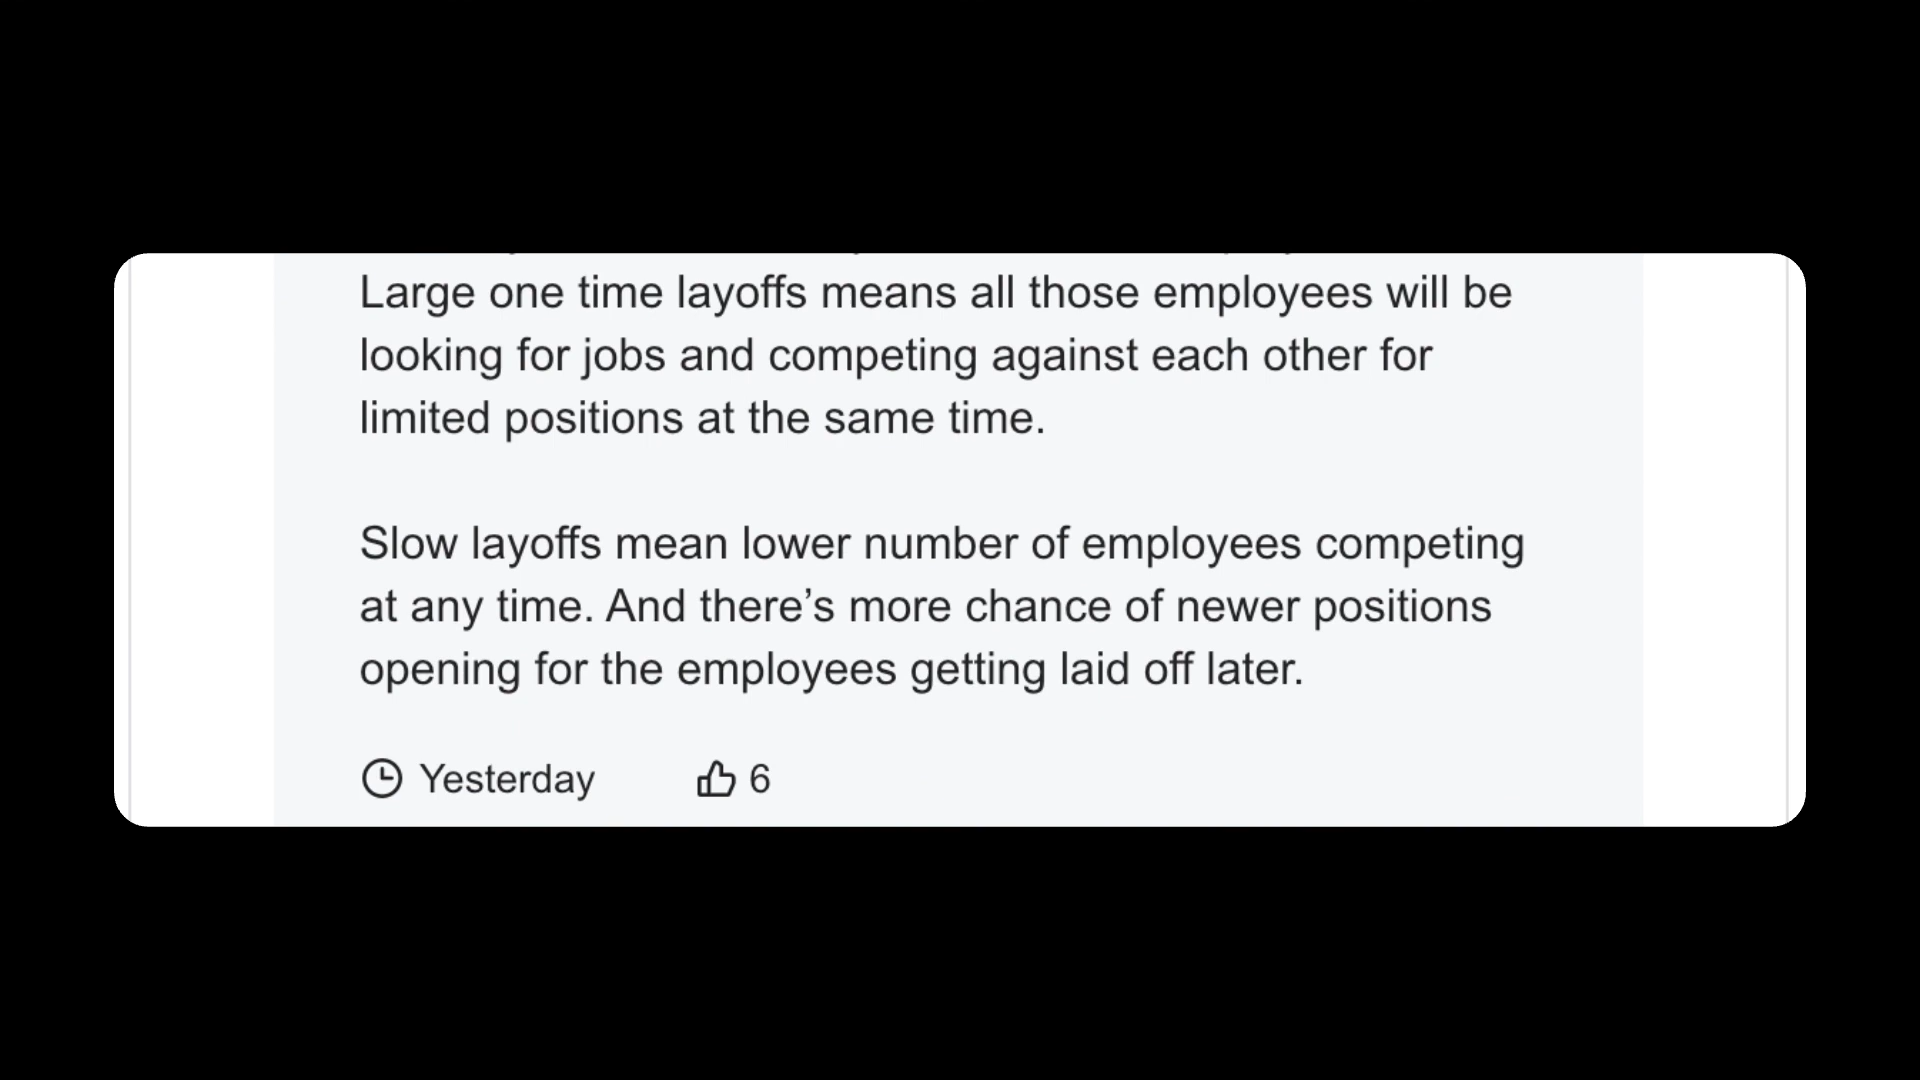 Large one time layoffs means all those employees will be
looking for jobs and competing against each other for
limited positions at the same time.
Slow layoffs mean lower number of employees competing
at any time. And there’s more chance of newer positions
opening for the employees getting laid off later.
Yesterday 6